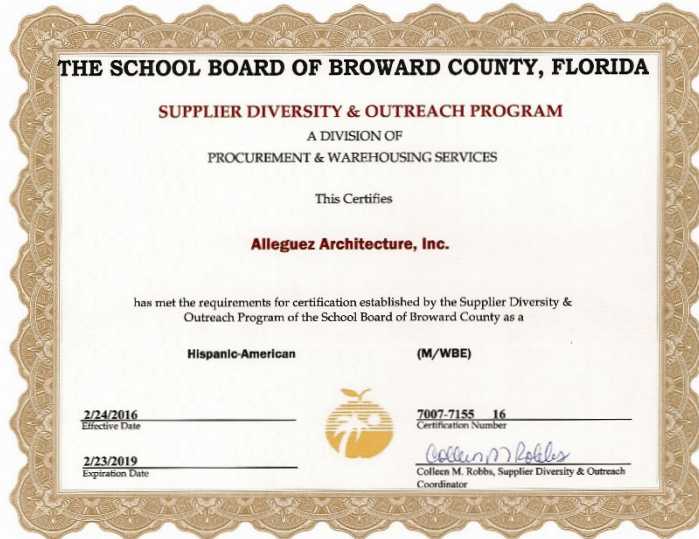 THE SCHOOL BOARD OF BROWARD COUNTY, FLORIDA
SUPPLIER DIVERSITY & OUTREACH PROGRAM
A DIVISION OF
PROCUREMENT & WAREHOUSING SERVICES
This Certifies
Alleguez Architecture, Inc.
has met the requirements for certification established by the Supplier Diversity &
Outreach Program of the School Board of Broward County as a
Hispanic-American (M/WBE)
2/24/2016 7007-7155 16
Effective Date Certification Number
2/23/2019 Colleen M Robbs
Expiration Date Colleen M. Robbs, Supplier Diversity & Outreach
Coordinator